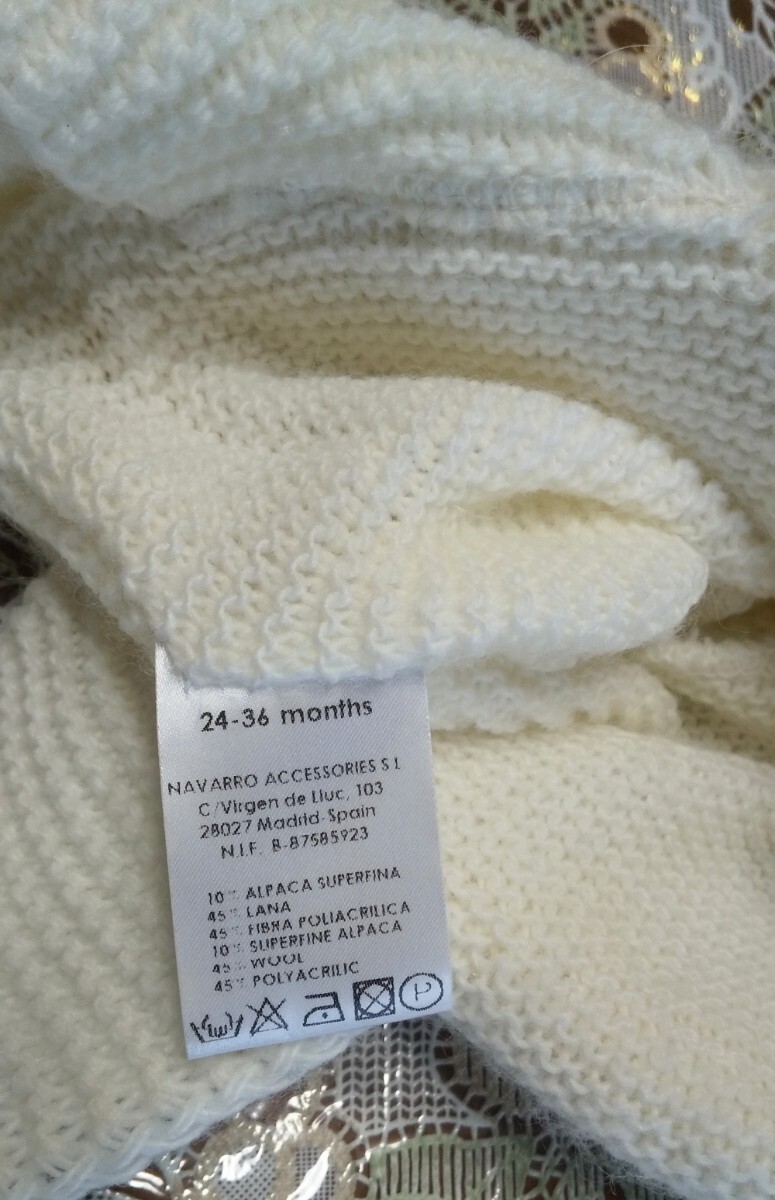 24-36 months
NAVARRO ACCESSORIES S L
C/Virgen de Lluc, 103
28027 Madrid-Spain
N.I.F. B-87585923
10% ALPACA SUPERFINA
45% LANA
45% FIBRA POLIACRILICA
10% SUPERFINE ALPACA
45% WOOL
45% POLYACRILIC
P